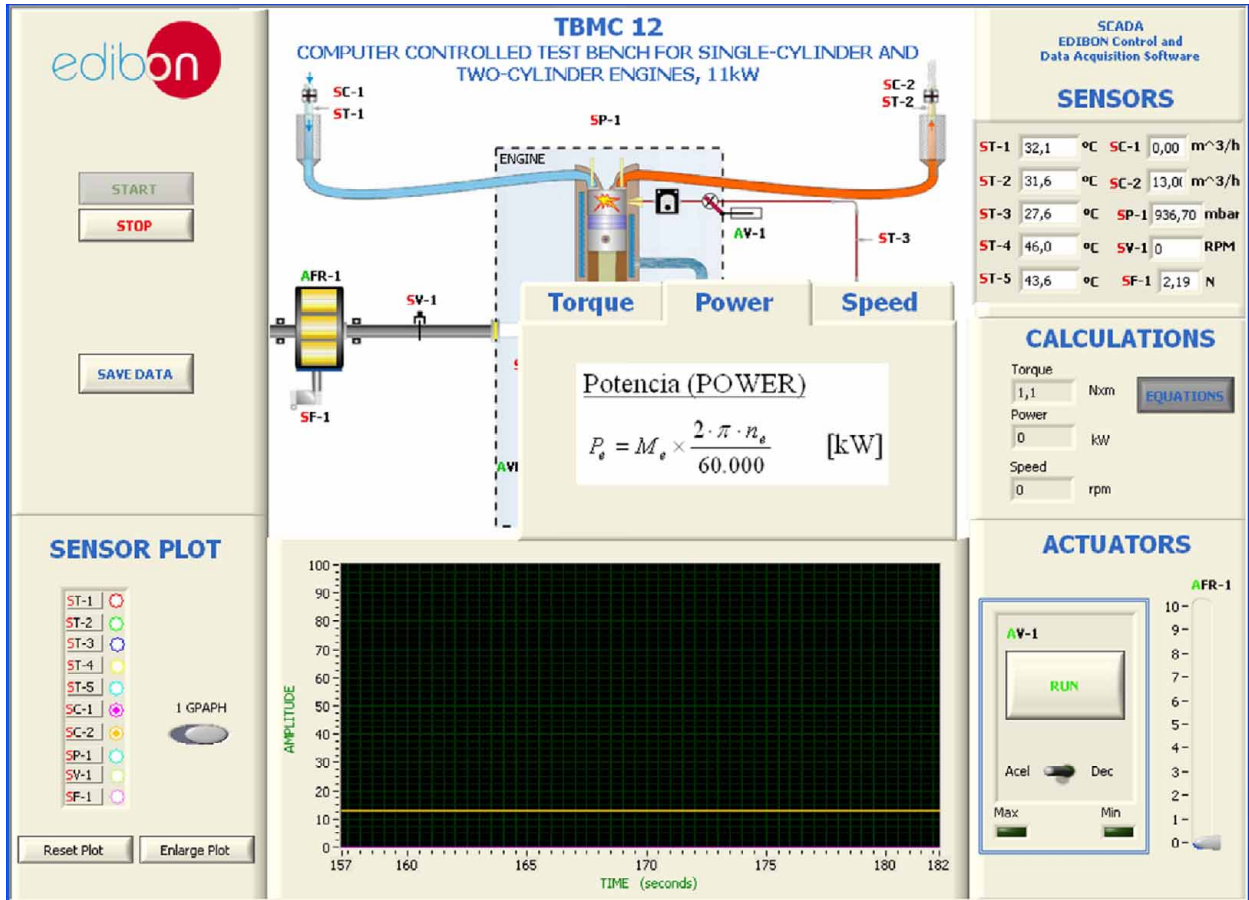 edibon
START
STOP
SAVE DATA
TBMC 12
COMPUTER CONTROLLED TEST BENCH FOR SINGLE-CYLINDER AND
TWO-CYLINDER ENGINES, 11kW
SC-1
ST-1
SP-1
SC-2
ST-2
ENGINE
AV-1
ST-3
AFR-1
SV-1
SF-1
Torque
Power
Speed
Potencia (POWER)
P_e = M_e × 2·π·n_e / 60.000 [kW]
SCADA
EDIBON Control and
Data Acquisition Software
SENSORS
ST-1 32,1 ºC SC-1 0,00 m^3/h
ST-2 31,6 ºC SC-2 13,0 m^3/h
ST-3 27,6 ºC SP-1 936,70 mbar
ST-4 46,0 ºC SV-1 0 RPM
ST-5 43,6 ºC SF-1 2,19 N
CALCULATIONS
Torque
1,1 Nxm
EQUATIONS
Power
0 kW
Speed
0 rpm
SENSOR PLOT
ST-1
ST-2
ST-3
ST-4
ST-5
SC-1
SC-2
SP-1
SV-1
SF-1
1 GPAPH
Reset Plot
Enlarge Plot
AMPLITUDE
100
90
80
70
60
50
40
30
20
10
0
157 160 165 170 175 180 182
TIME (seconds)
ACTUATORS
AFR-1
AV-1
RUN
Acel Dec
Max Min
10
9
8
7
6
5
4
3
2
1
0